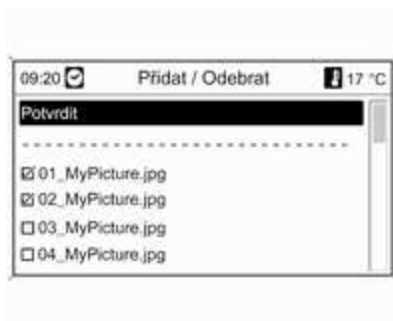 09:20 Přidat / Odebrat 17 °C
Potvrdit
01_MyPicture.jpg
02_MyPicture.jpg
03_MyPicture.jpg
04_MyPicture.jpg